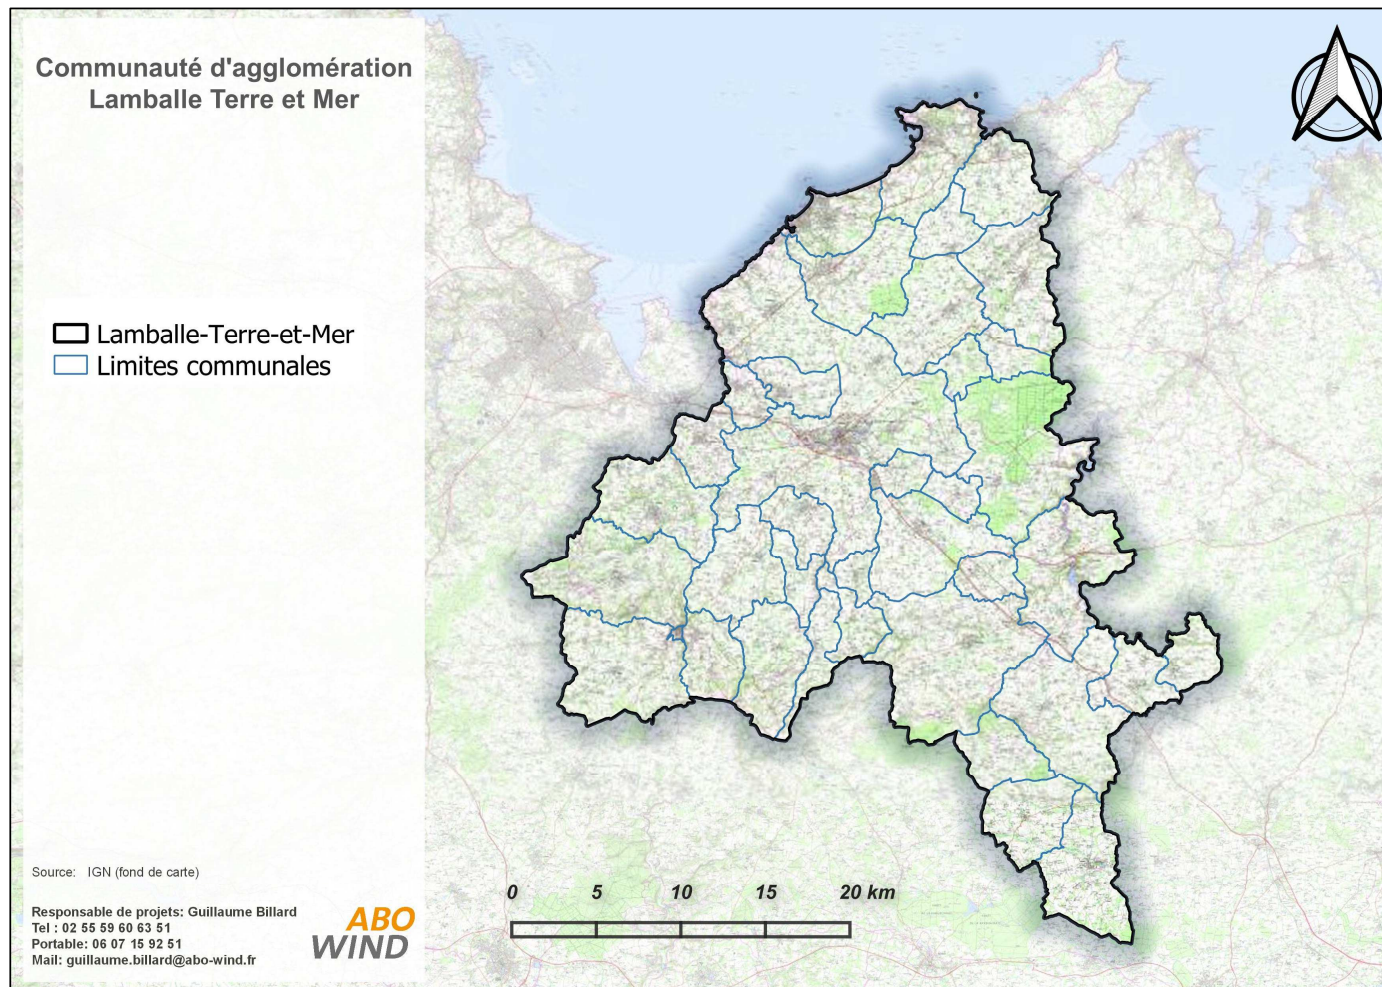 Communauté d'agglomération
Lamballe Terre et Mer
Lamballe-Terre-et-Mer
Limites communales
Source: IGN (fond de carte)
Responsable de projets: Guillaume Billard
Tel : 02 55 59 60 63 51
Portable: 06 07 15 92 51
Mail: guillaume.billard@abo-wind.fr
ABO
WIND
0 5 10 15 20 km